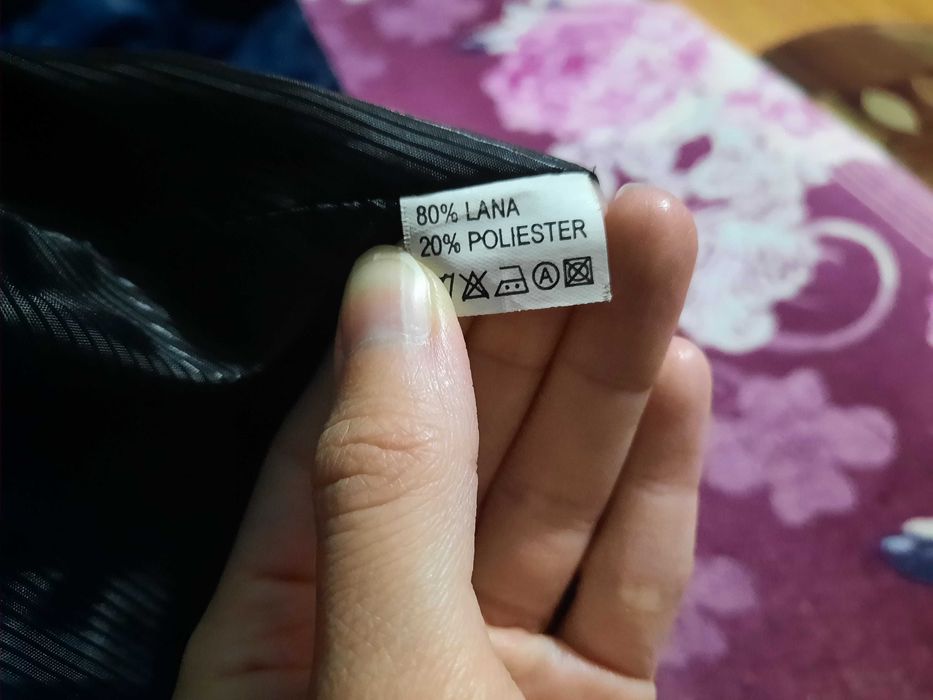 80% LANA
20% POLIESTER
A